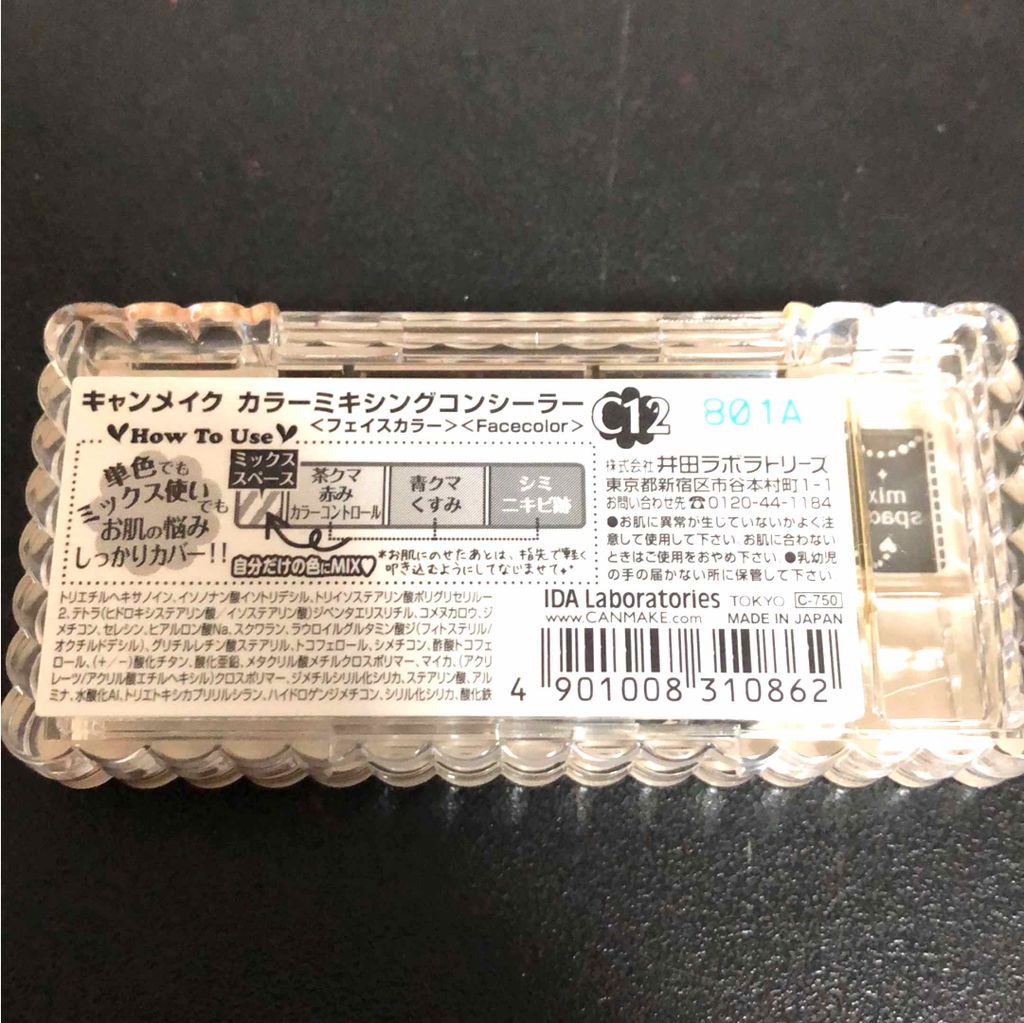 キャンメイク カラーミキシングコンシーラー
<フェイスカラー><Facecolor>
C12
801A
How To Use
単色でも
ミックス使いでも
お肌の悩み
しっかりカバー!!
ミックス
スペース
茶クマ
赤み
カラーコントロール
青クマ
くすみ
シミ
ニキビ跡
自分だけの色にMIX♥
*お肌にのせたあとは、指先で軽く
叩き込むようにしてなじませて。*
株式会社 井田ラボラトリーズ
東京都新宿区市谷本村町1-1
お問い合わせ先 ☎0120-44-1184
●お肌に異常が生じていないかよく注
意して使用して下さい。お肌に合わない
ときはご使用をおやめ下さい。●乳幼児
の手の届かない所に保管して下さい
トリエチルヘキサノイン、イソノナン酸イソトリデシル、トリイソステアリン酸ポリグリセリル-
2、テトラ(ヒドロキシステアリン酸/イソステアリン酸)ジペンタエリスリチル、コメヌカロウ、ジ
メチコン、セレシン、ヒアルロン酸Na、スクワラン、ラウロイルグルタミン酸ジ(フィトステリル/
オクチルドデシル)、グリチルレチン酸ステアリル、トコフェロール、シメチコン、酢酸トコフェ
ロール、(+/-)酸化チタン、酸化亜鉛、メタクリル酸メチルクロスポリマー、マイカ、(アクリ
レーツ/アクリル酸エチルヘキシル)クロスポリマー、ジメチルシリル化シリカ、ステアリン酸、アル
ミナ、水酸化Al、トリエトキシカプリリルシラン、ハイドロゲンジメチコン、シリル化シリカ、酸化鉄
IDA Laboratories TOKYO C-750
www.CANMAKE.com MADE IN JAPAN
4 901008 310862
mix
space